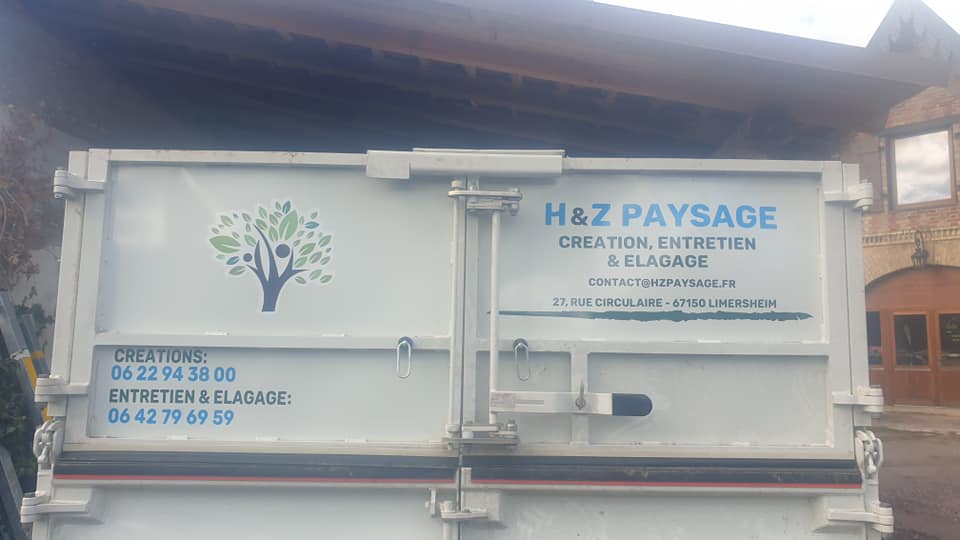 H&Z PAYSAGE
CREATION, ENTRETIEN
& ELAGAGE
CONTACT@HZPAYSAGE.FR
27, RUE CIRCULAIRE - 67150 LIMERSHEIM
CREATIONS:
06 22 94 38 00
ENTRETIEN & ELAGAGE:
06 42 79 69 59